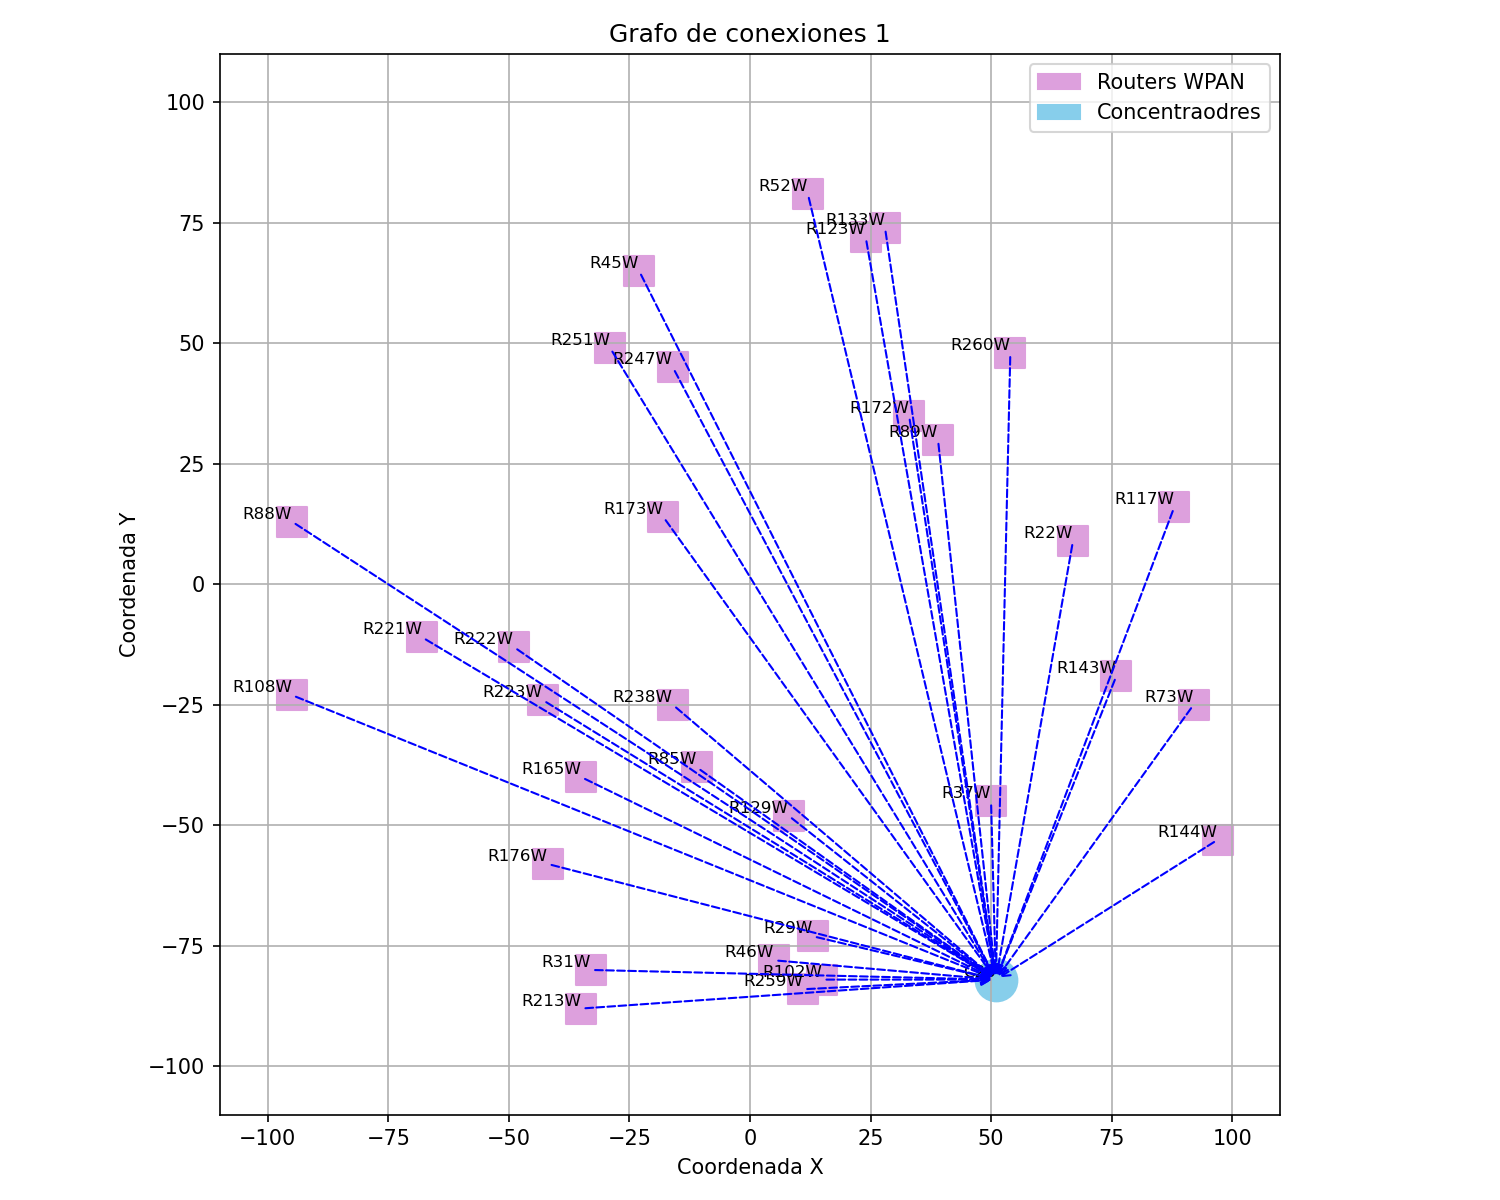 Grafo de conexiones 1
Routers WPAN
Concentraodres
Coordenada Y
100
75
50
25
0
−25
−50
−75
−100
R52W
R133W
R123W
R45W
R251W
R247W
R260W
R172W
R89W
R88W
R173W
R117W
R22W
R221W
R222W
R143W
R108W
R223W
R238W
R73W
R85W
R165W
R37W
R129W
R144W
R176W
R29W
R46W
R31W
R102W
R259W
R213W
−100 −75 −50 −25 0 25 50 75 100
Coordenada X